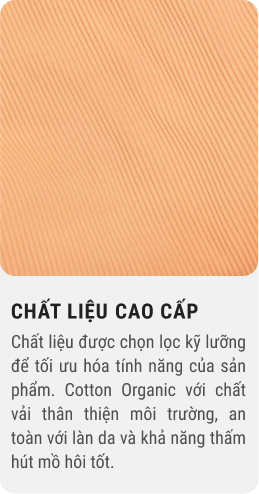 CHẤT LIỆU CAO CẤP
Chất liệu được chọn lọc kỹ lưỡng
để tối ưu hóa tính năng của sản
phẩm. Cotton Organic với chất
vải thân thiện môi trường, an
toàn với làn da và khả năng thấm
hút mồ hôi tốt.